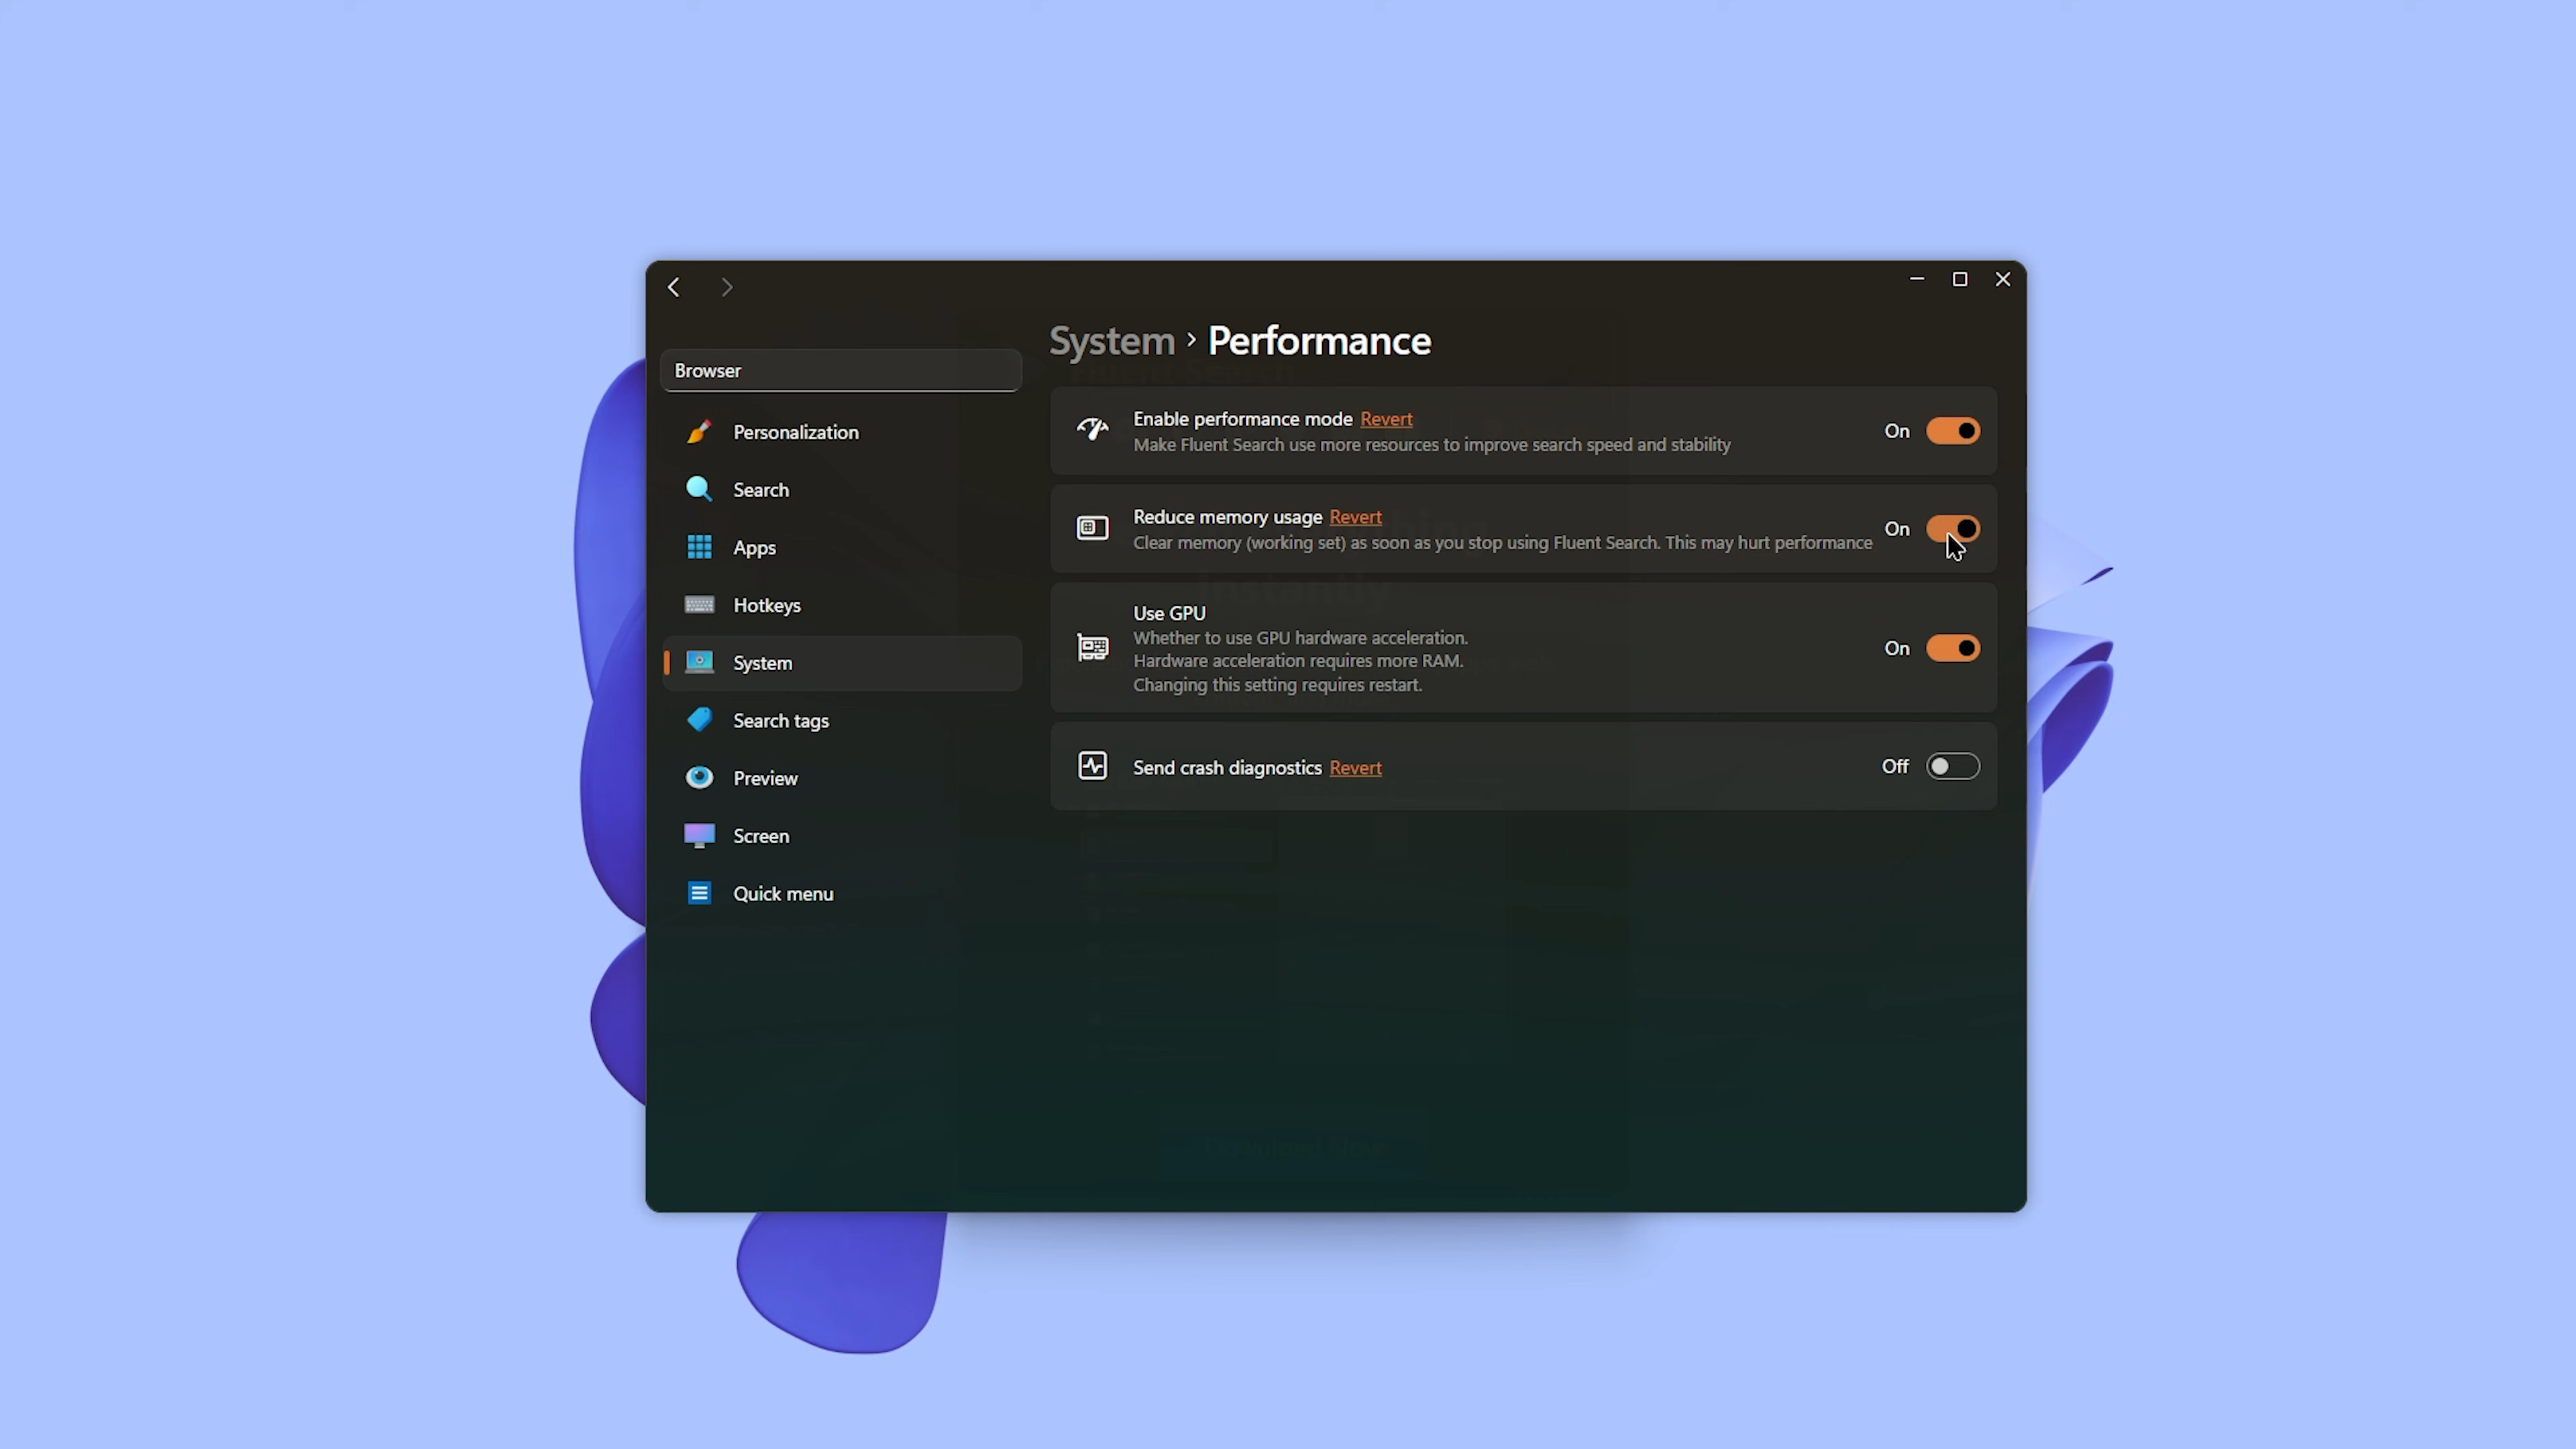 Browser
Personalization
Search
Apps
Hotkeys
System
Search tags
Preview
Screen
Quick menu
System › Performance
Enable performance mode Revert
Make Fluent Search use more resources to improve search speed and stability
On
Reduce memory usage Revert
Clear memory (working set) as soon as you stop using Fluent Search. This may hurt performance
On
Use GPU
Whether to use GPU hardware acceleration.
Hardware acceleration requires more RAM.
Changing this setting requires restart.
On
Send crash diagnostics Revert
Off
Fluent Search
Instantly